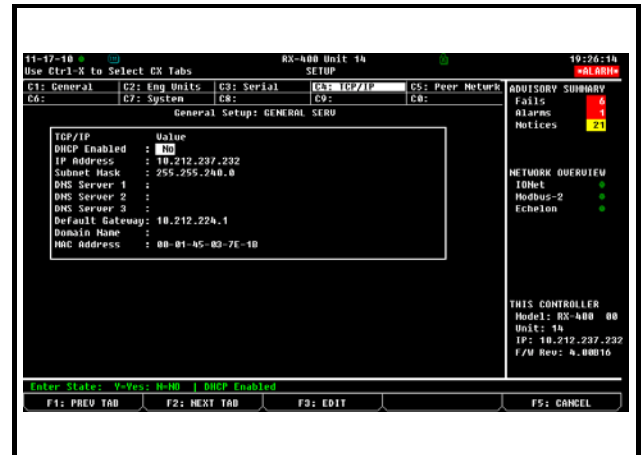 11-17-10 RX-400 Unit 14 19:26:14
Use Ctrl-X to Select CX Tabs SETUP *ALARM*
C1: General C2: Eng Units C3: Serial C4: TCP/IP C5: Peer Netwrk
C6: C7: System C8: C9: C0:
General Setup: GENERAL SERV
TCP/IP Value
DHCP Enabled : No
IP Address : 10.212.237.232
Subnet Mask : 255.255.240.0
DNS Server 1 :
DNS Server 2 :
DNS Server 3 :
Default Gateway: 10.212.224.1
Domain Name :
MAC Address : 00-01-45-03-7E-1B
ADVISORY SUMMARY
Fails 6
Alarms 1
Notices 21
NETWORK OVERVIEW
IONet
Modbus-2
Echelon
THIS CONTROLLER
Model: RX-400 00
Unit: 14
IP: 10.212.237.232
F/W Rev: 4.00B16
Enter State: Y=Yes: N=NO | DHCP Enabled
F1: PREV TAB F2: NEXT TAB F3: EDIT F5: CANCEL